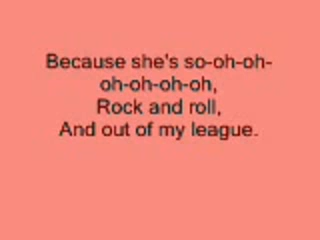 Because she's so-oh-oh-
oh-oh-oh-oh,
Rock and roll,
And out of my league.